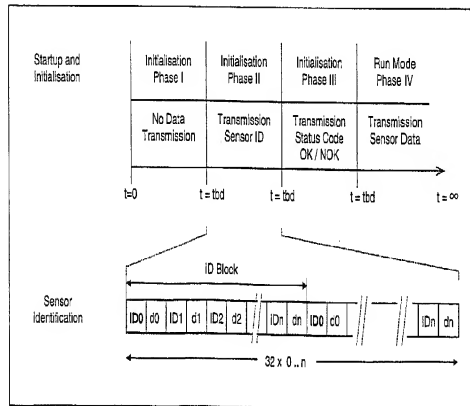 Startup and Initialisation
Initialisation Phase I
Initialisation Phase II
Initialisation Phase III
Run Mode Phase IV
No Data Transmission
Transmission Sensor ID
Transmission Status Code OK / NOK
Transmission Sensor Data
t=0
t = tbd
t = tbd
t = tbd
t = ∞
ID Block
Sensor Identification
ID0 d0 ID1 d1 ID2 d2 IDn dn ID0 d0 IDn dn
32 x 0 .. n